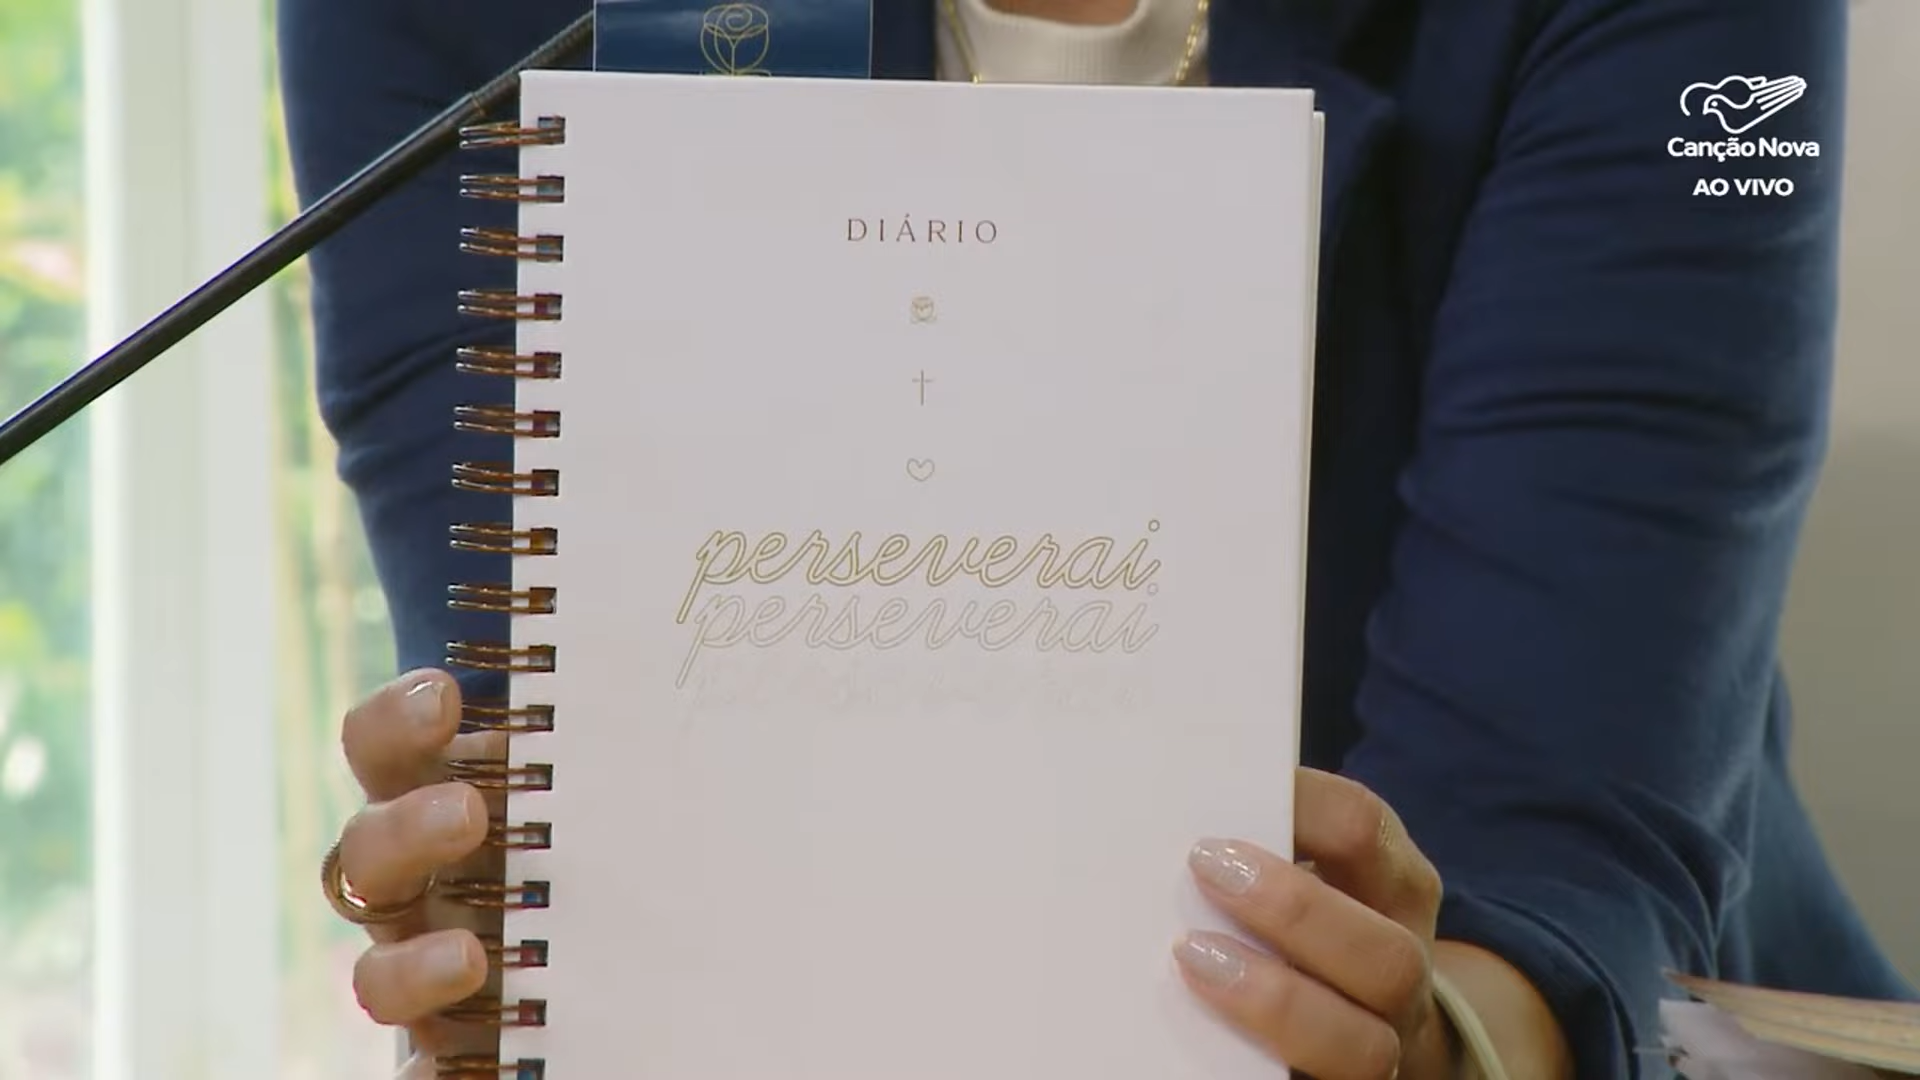 Canção Nova
AO VIVO
DIÁRIO
perseverai
perseverai